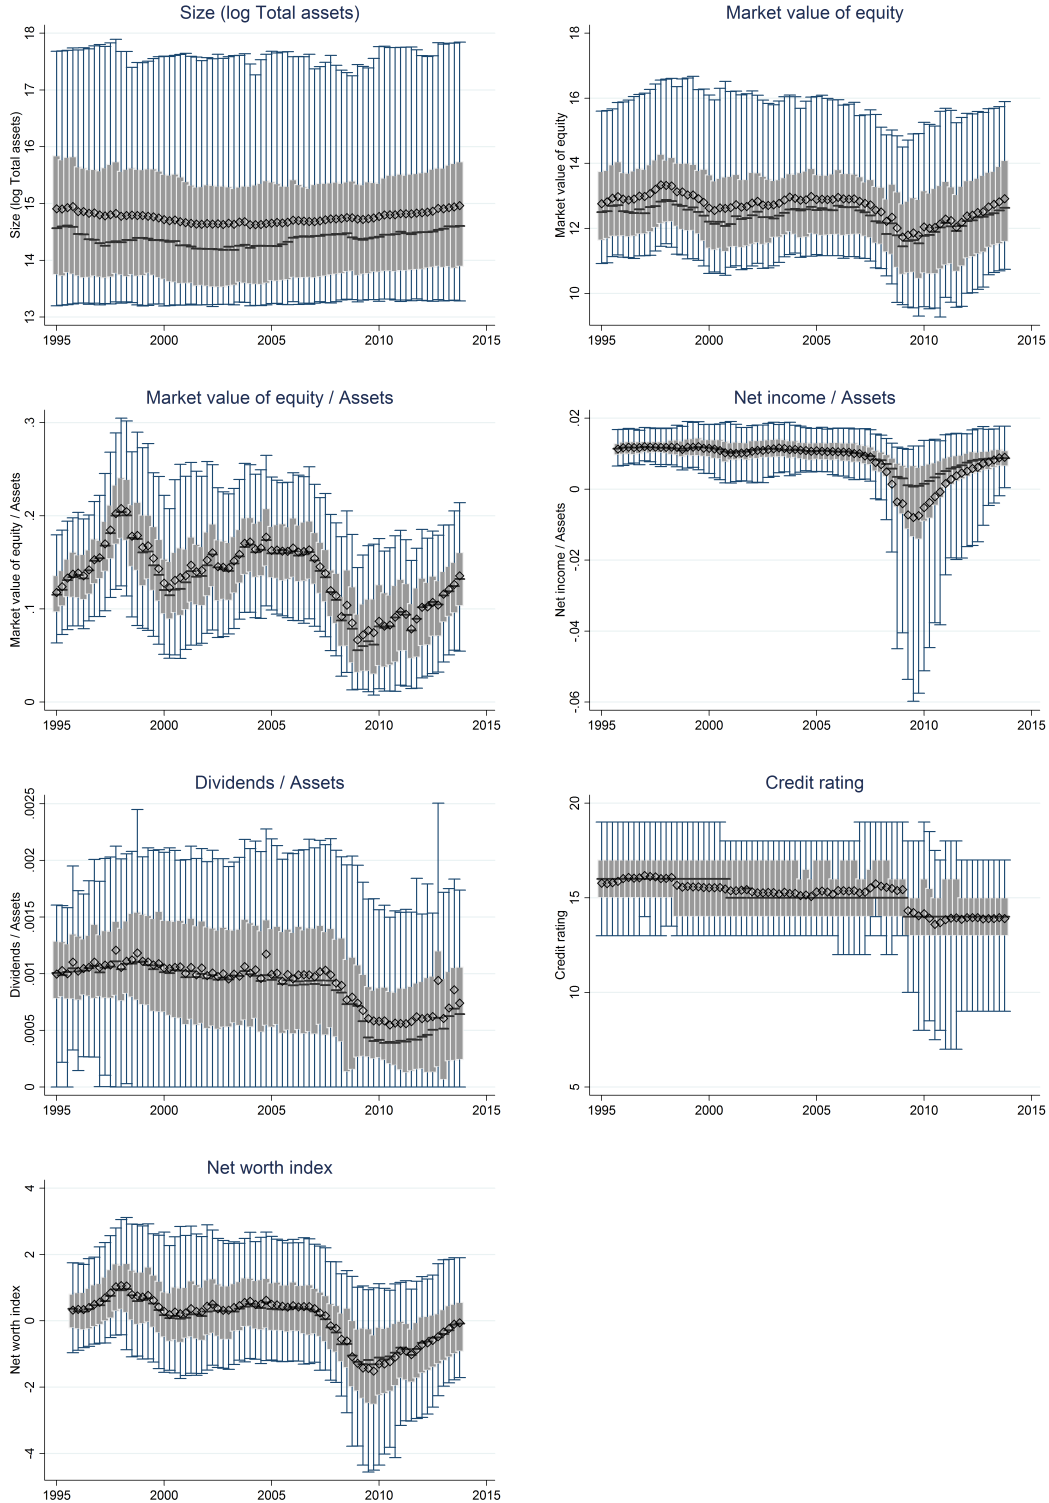 Size (log Total assets)
Size (log Total assets)
18
17
16
15
14
13
1995 2000 2005 2010 2015
Market value of equity
Market value of equity
18
16
14
12
10
1995 2000 2005 2010 2015
Market value of equity / Assets
Market value of equity / Assets
.3
.2
.1
0
1995 2000 2005 2010 2015
Net income / Assets
Net income / Assets
.02
0
-.02
-.04
-.06
1995 2000 2005 2010 2015
Dividends / Assets
Dividends / Assets
.0025
.002
.0015
.001
.0005
0
1995 2000 2005 2010 2015
Credit rating
Credit rating
20
15
10
5
1995 2000 2005 2010 2015
Net worth index
Net worth index
4
2
0
-2
-4
1995 2000 2005 2010 2015